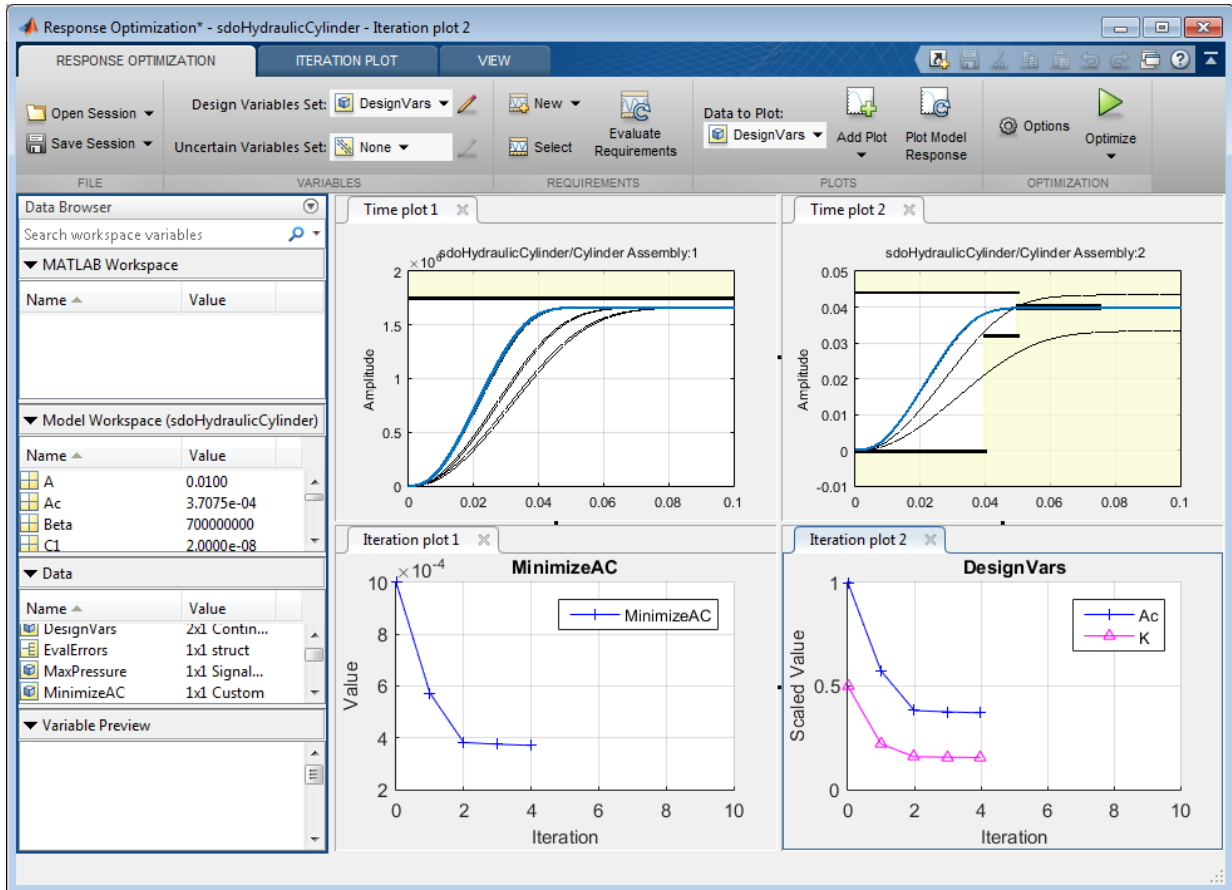 Response Optimization* - sdoHydraulicCylinder - Iteration plot 2
RESPONSE OPTIMIZATION ITERATION PLOT VIEW
Open Session
Save Session
FILE
Design Variables Set: DesignVars
Uncertain Variables Set: None
VARIABLES
New
Select
Evaluate
Requirements
REQUIREMENTS
Data to Plot:
DesignVars
Add Plot
Plot Model
Response
PLOTS
Options
Optimize
OPTIMIZATION
Data Browser
Search workspace variables
MATLAB Workspace
Name Value
Model Workspace (sdoHydraulicCylinder)
Name Value
A 0.0100
Ac 3.7075e-04
Beta 700000000
C1 2.0000e-08
Data
Name Value
DesignVars 2x1 Contin...
EvalErrors 1x1 struct
MaxPressure 1x1 Signal...
MinimizeAC 1x1 Custom
Variable Preview
Time plot 1
sdoHydraulicCylinder/Cylinder Assembly:1
×10⁶
2
1.5
1
0.5
0
Amplitude
0 0.02 0.04 0.06 0.08 0.1
Time plot 2
sdoHydraulicCylinder/Cylinder Assembly:2
0.05
0.04
0.03
0.02
0.01
0
-0.01
Amplitude
0 0.02 0.04 0.06 0.08 0.1
Iteration plot 1
MinimizeAC
×10⁻⁴
10
8
6
4
2
Value
MinimizeAC
0 2 4 6 8 10
Iteration
Iteration plot 2
DesignVars
1
0.5
0
Scaled Value
Ac
K
0 2 4 6 8 10
Iteration